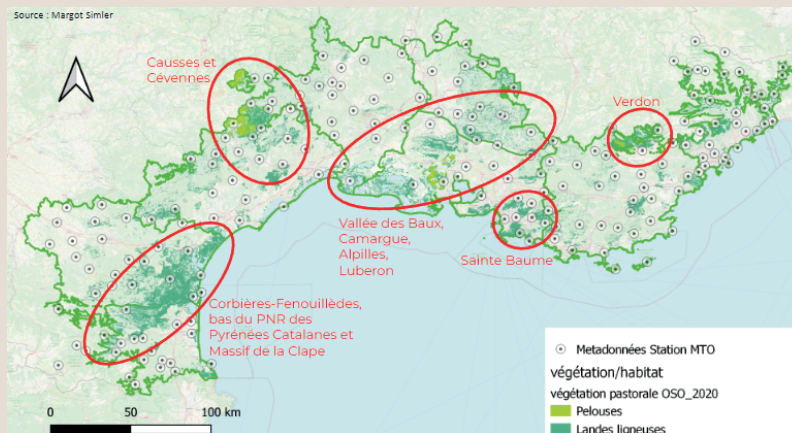 Source : Margot Simler
Causses et
Cévennes
Verdon
Vallée des Baux,
Camargue,
Alpilles,
Luberon
Sainte Baume
Corbières-Fenouillèdes,
bas du PNR des
Pyrénées Catalanes et
Massif de la Clape
Metadonnées Station MTO
végétation/habitat
végétation pastorale OSO_2020
Pelouses
Landes ligneuses
0 50 100 km